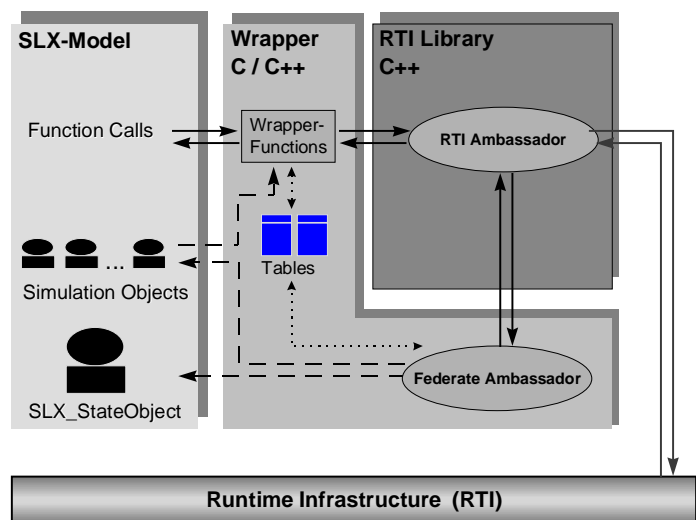 SLX-Model
Wrapper
C / C++
RTI Library
C++
Function Calls
Wrapper-
Functions
RTI Ambassador
...
Simulation Objects
Tables
SLX_StateObject
Federate Ambassador
Runtime Infrastructure (RTI)